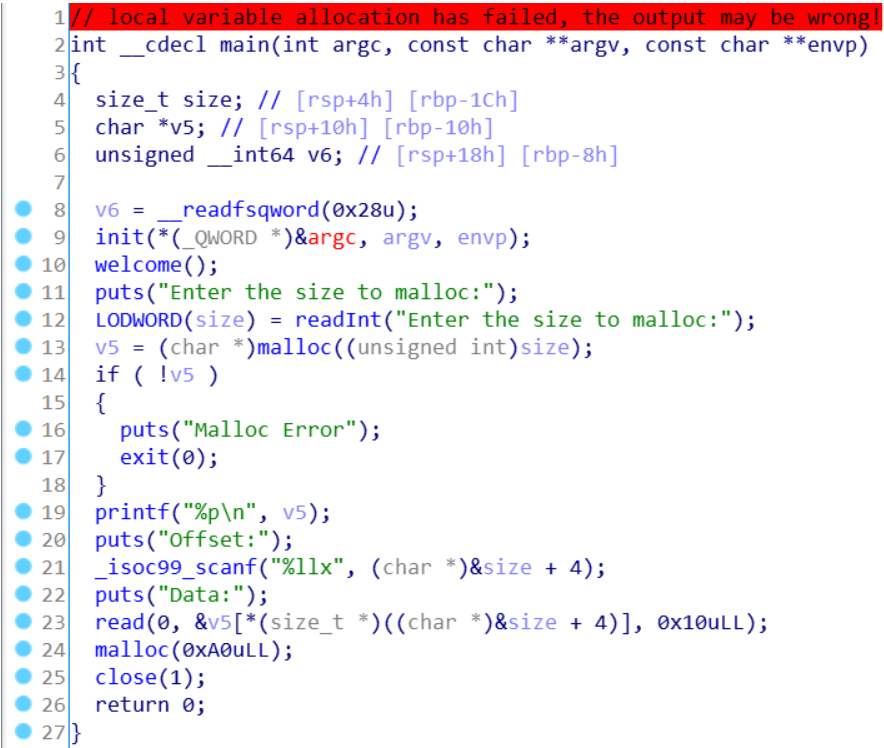 1 // local variable allocation has failed, the output may be wrong!
2 int __cdecl main(int argc, const char **argv, const char **envp)
3 {
4   size_t size; // [rsp+4h] [rbp-1Ch]
5   char *v5; // [rsp+10h] [rbp-10h]
6   unsigned __int64 v6; // [rsp+18h] [rbp-8h]
7
8   v6 = __readfsqword(0x28u);
9   init(*(_QWORD *)&argc, argv, envp);
10   welcome();
11   puts("Enter the size to malloc:");
12   LODWORD(size) = readInt("Enter the size to malloc:");
13   v5 = (char *)malloc((unsigned int)size);
14   if ( !v5 )
15   {
16     puts("Malloc Error");
17     exit(0);
18   }
19   printf("%p\n", v5);
20   puts("Offset:");
21   _isoc99_scanf("%llx", (char *)&size + 4);
22   puts("Data:");
23   read(0, &v5[*(size_t *)((char *)&size + 4)], 0x10uLL);
24   malloc(0xA0uLL);
25   close(1);
26   return 0;
27 }